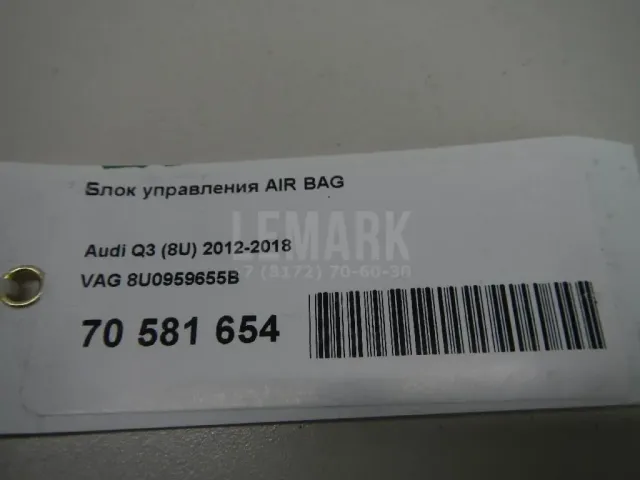 Блок управления AIR BAG
LEMARK
Audi Q3 (8U) 2012-2018
+7 (8172) 70-60-36
VAG 8U0959655B
70 581 654